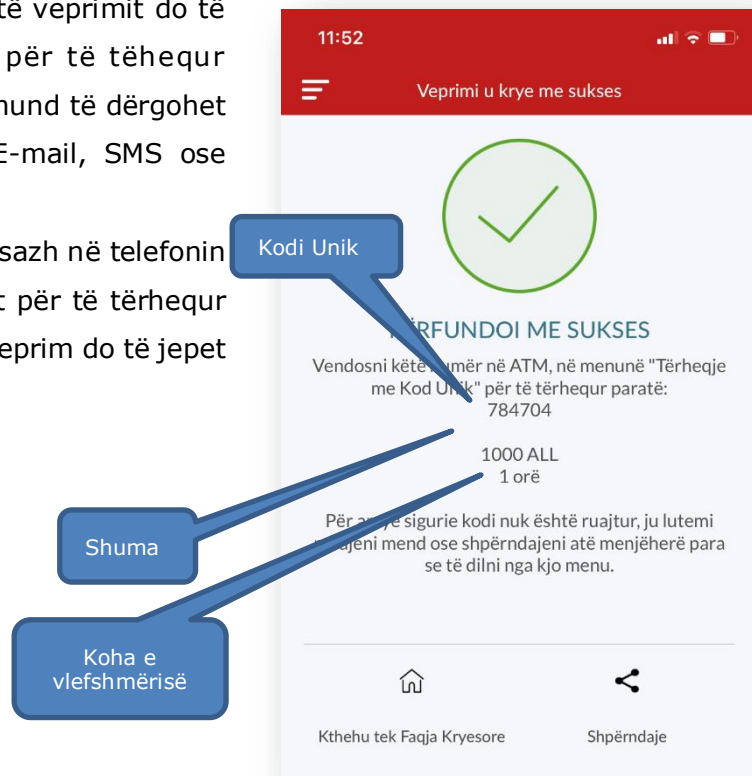 të veprimit do të
për të tëhequr
mund të dërgohet
E-mail, SMS ose
sazh në telefonin
për të tërhequr
eprim do të jepet
11:52
Veprimi u krye me sukses
Kodi Unik
ME SUKSES
Vendosni këtë numër në ATM, në menunë "Tërheqje
me Kod Unik" për të tërhequr paratë:
784704
1000 ALL
1 orë
Shuma
Për arsye sigurie kodi nuk është ruajtur, ju lutemi
mend ose shpërndajeni atë menjëherë para
se të dilni nga kjo menu.
Koha e
vlefshmërisë
Kthehu tek Faqja Kryesore
Shpërndaje